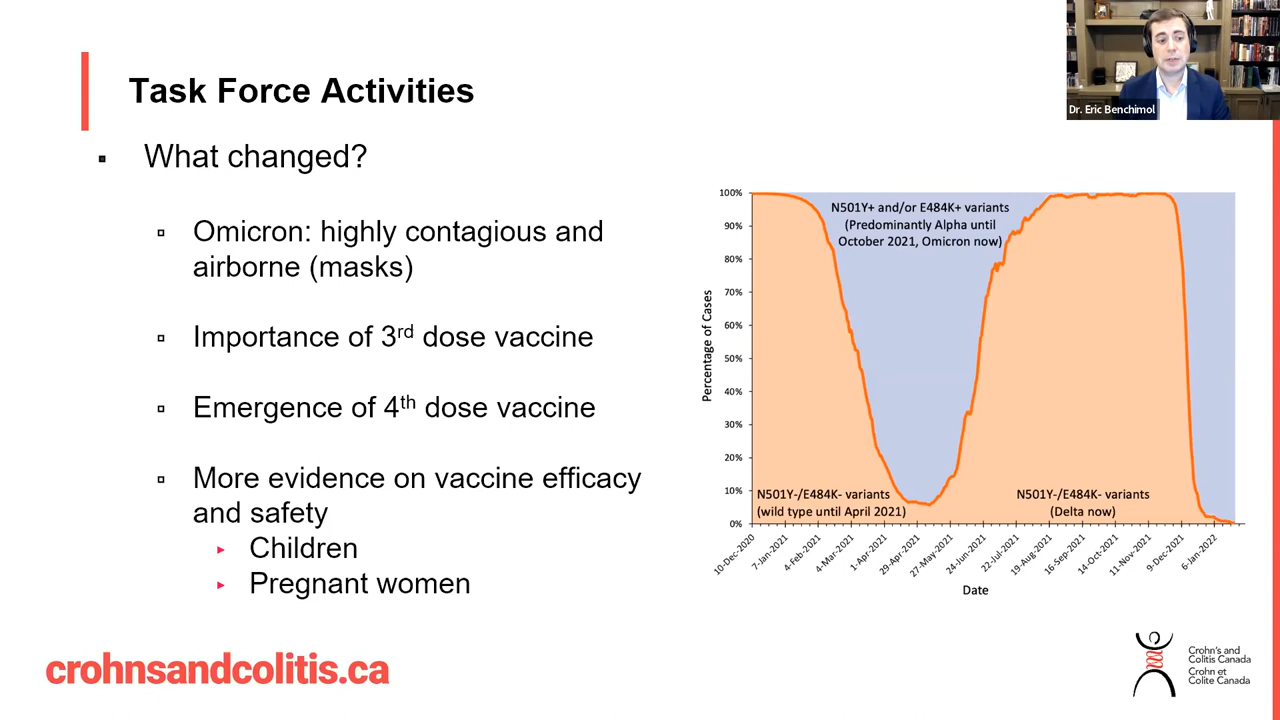 Task Force Activities
What changed?
Omicron: highly contagious and
airborne (masks)
Importance of 3rd dose vaccine
Emergence of 4th dose vaccine
More evidence on vaccine efficacy
and safety
Children
Pregnant women
Dr. Eric Benchimol
100%
90%
80%
70%
60%
50%
40%
30%
20%
10%
0%
Percentage of Cases
N501Y+ and/or E484K+ variants
(Predominantly Alpha until
October 2021, Omicron now)
N501Y-/E484K- variants
(wild type until April 2021)
N501Y-/E484K- variants
(Delta now)
10-Dec-2020
7-Jan-2021
4-Feb-2021
4-Mar-2021
1-Apr-2021
29-Apr-2021
27-May-2021
24-Jun-2021
22-Jul-2021
19-Aug-2021
16-Sep-2021
14-Oct-2021
11-Nov-2021
9-Dec-2021
6-Jan-2022
Date
crohnsandcolitis.ca
Crohn's and
Colitis Canada
Crohn et
Colite Canada